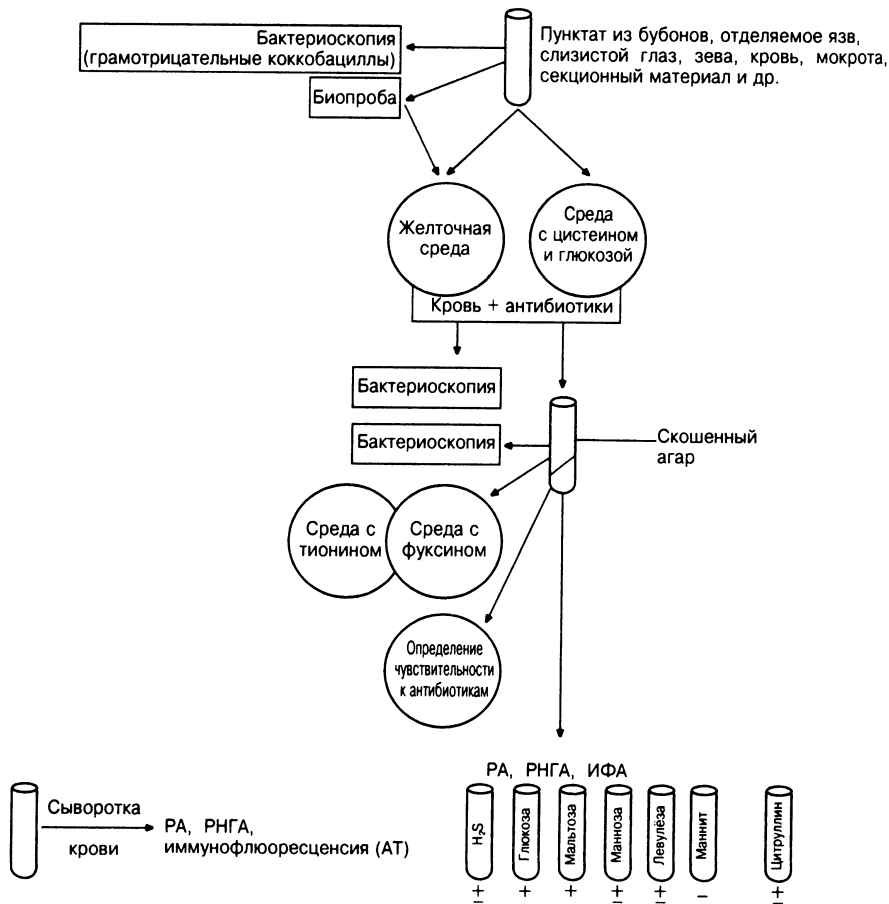 Бактериоскопия
(грамотрицательные коккобациллы)
Биопроба
Пунктат из бубонов, отделяемое язв,
слизистой глаз, зева, кровь, мокрота,
секционный материал и др.
Желточная
среда
Среда
с цистеином
и глюкозой
Кровь + антибиотики
Бактериоскопия
Бактериоскопия
Скошенный
агар
Среда с
тионином
Среда с
фуксином
Определение
чувствительности
к антибиотикам
РА, РНГА, ИФА
Сыворотка
крови
РА, РНГА,
иммунофлюоресценсия (АТ)
H₂S
Глюкоза
Мальтоза
Манноза
Левулёза
Маннит
Цитруллин
± + + ± ± – ±